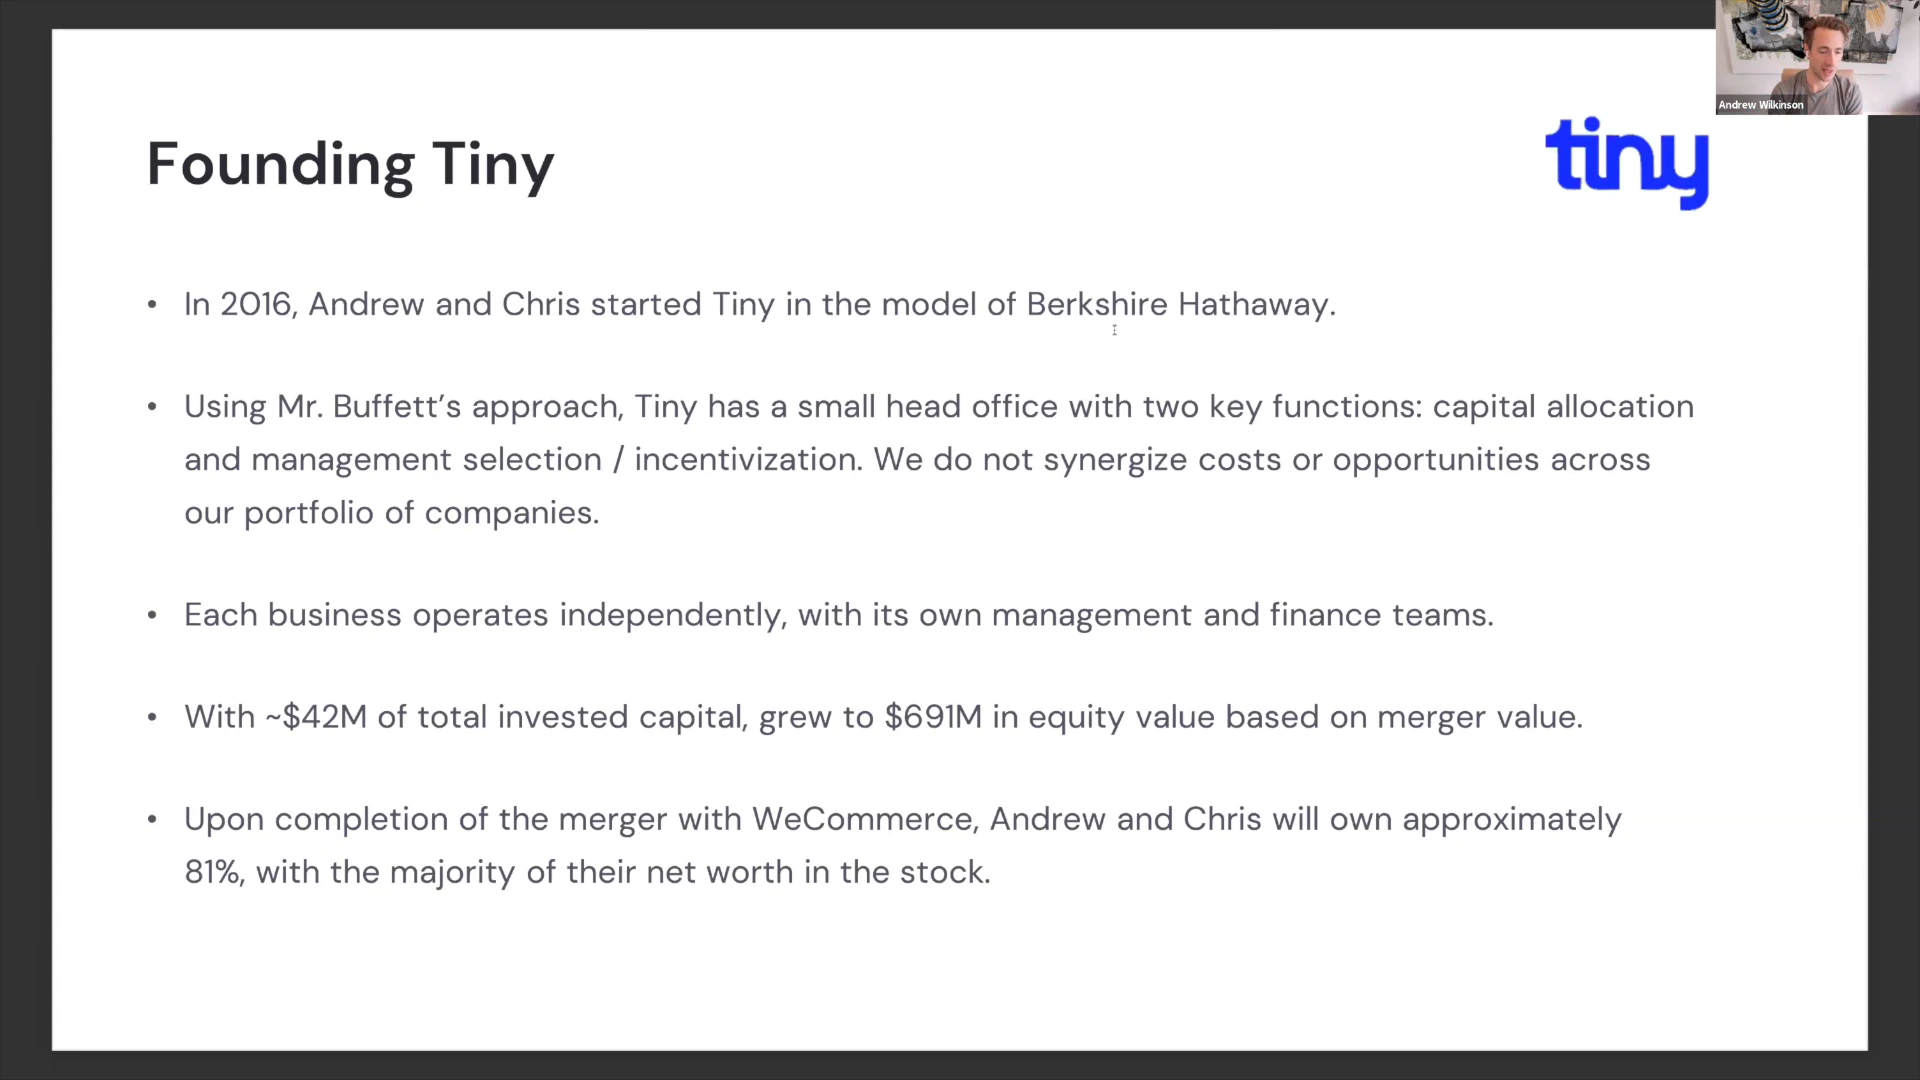 Andrew Wilkinson
Founding Tiny
tiny
• In 2016, Andrew and Chris started Tiny in the model of Berkshire Hathaway.
• Using Mr. Buffett’s approach, Tiny has a small head office with two key functions: capital allocation
and management selection / incentivization. We do not synergize costs or opportunities across
our portfolio of companies.
• Each business operates independently, with its own management and finance teams.
• With ~$42M of total invested capital, grew to $691M in equity value based on merger value.
• Upon completion of the merger with WeCommerce, Andrew and Chris will own approximately
81%, with the majority of their net worth in the stock.